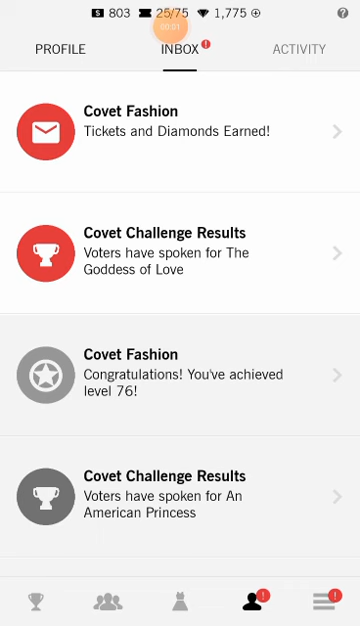 $ 803 25/75 1,775 ?
00:01
PROFILE INBOX ! ACTIVITY
Covet Fashion
Tickets and Diamonds Earned!
Covet Challenge Results
Voters have spoken for The
Goddess of Love
Covet Fashion
Congratulations! You've achieved
level 76!
Covet Challenge Results
Voters have spoken for An
American Princess
! !